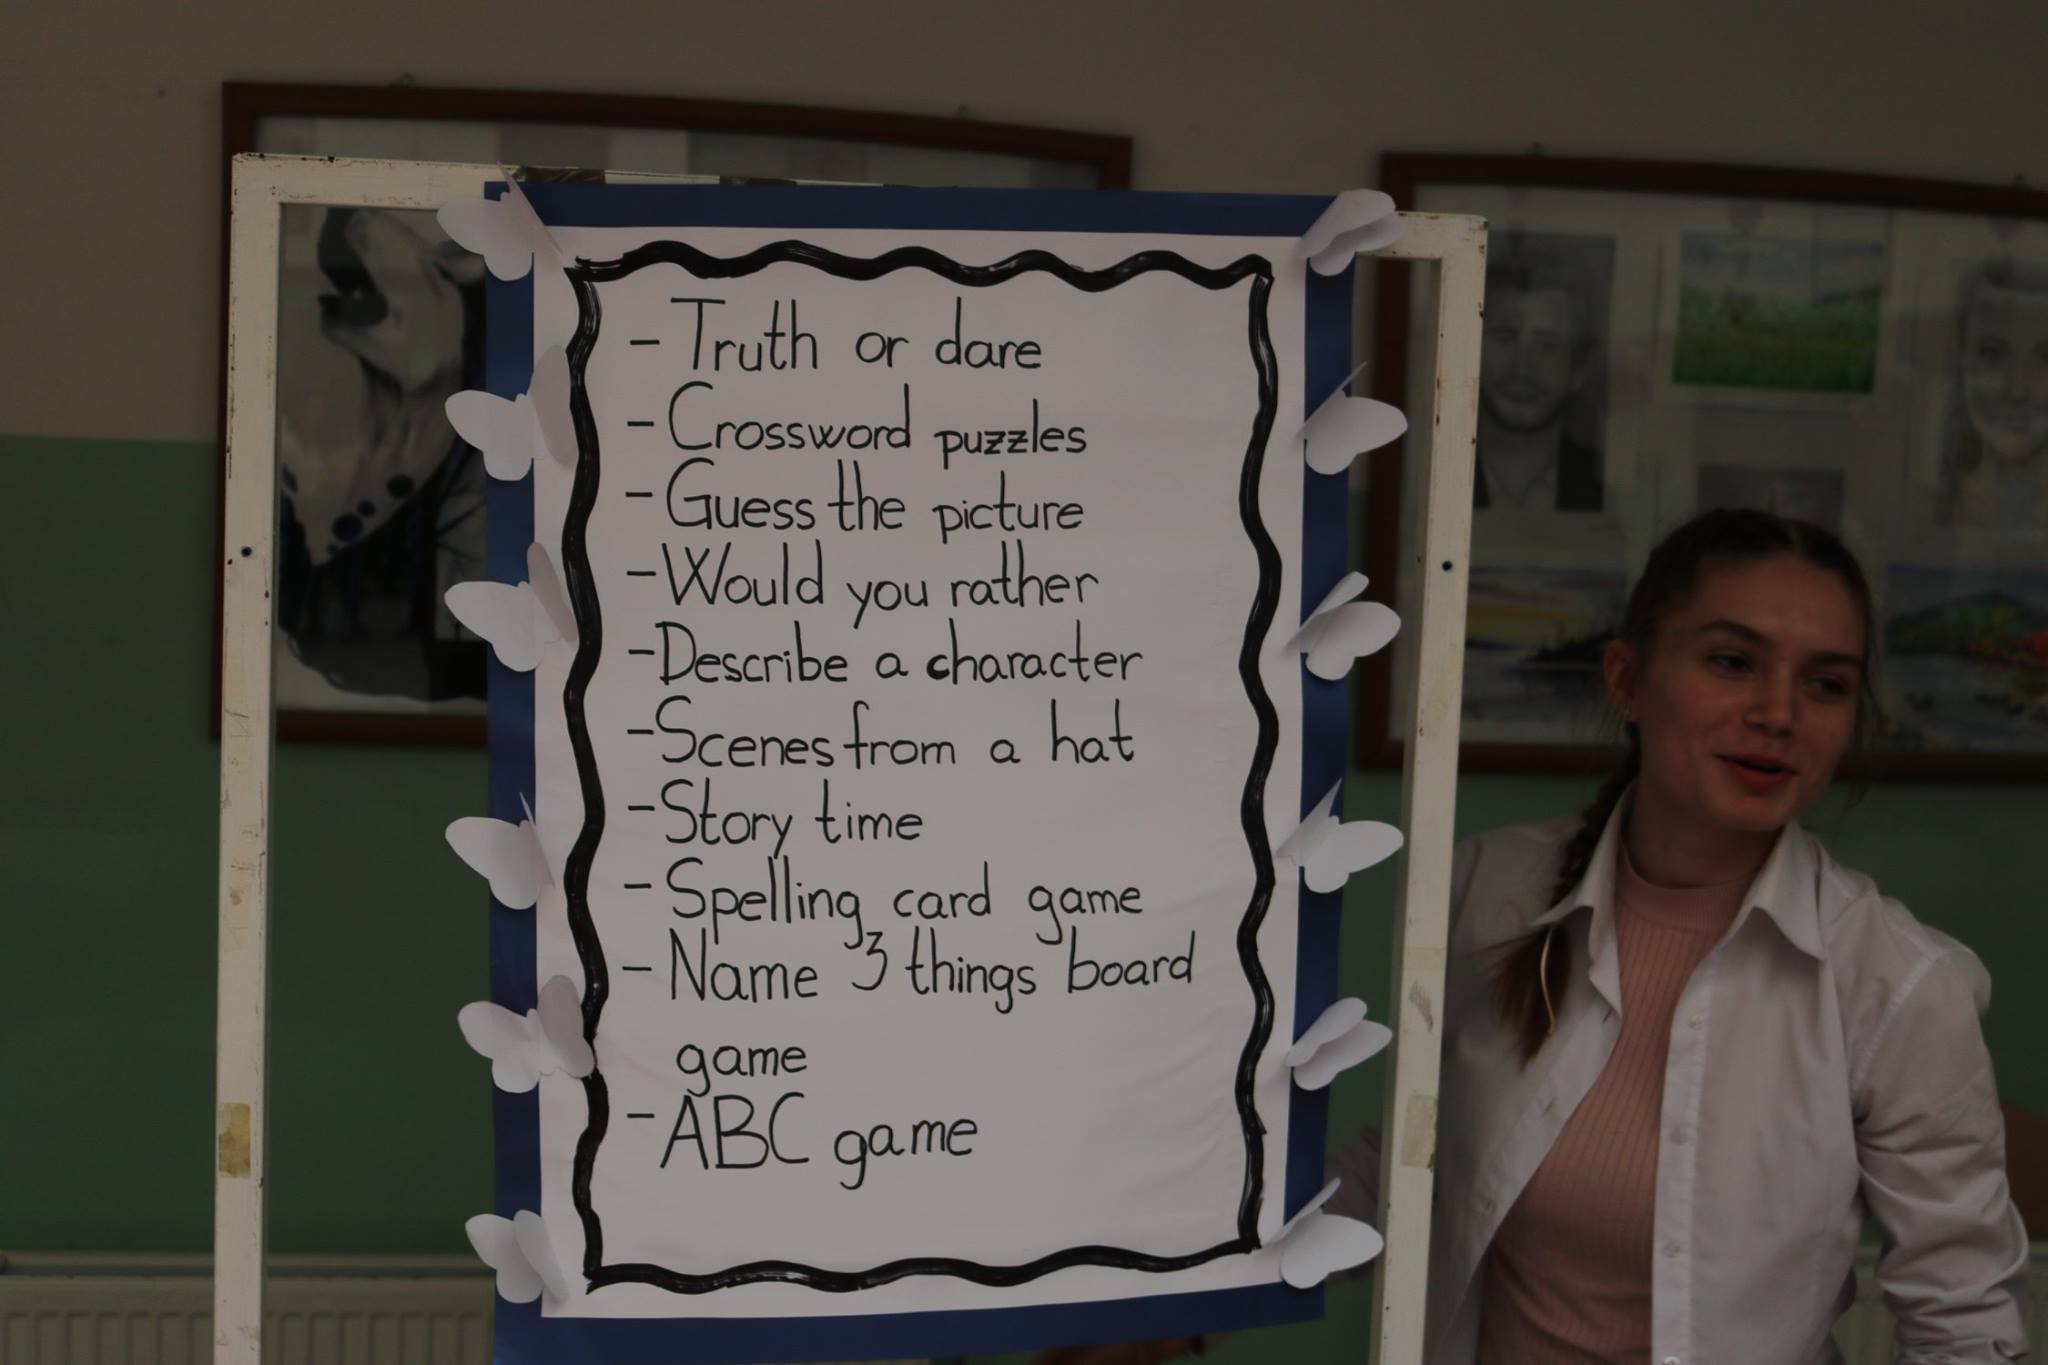 - Truth or dare
- Crossword puzzles
- Guess the picture
- Would you rather
- Describe a character
- Scenes from a hat
- Story time
- Spelling card game
- Name 3 things board
game
- ABC game